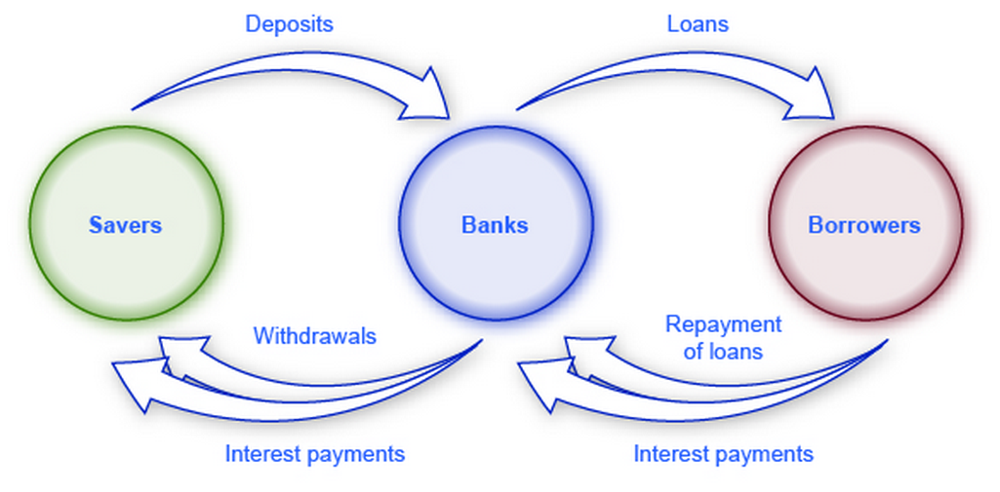 Deposits
Loans
Savers
Banks
Borrowers
Withdrawals
Repayment
of loans
Interest payments
Interest payments